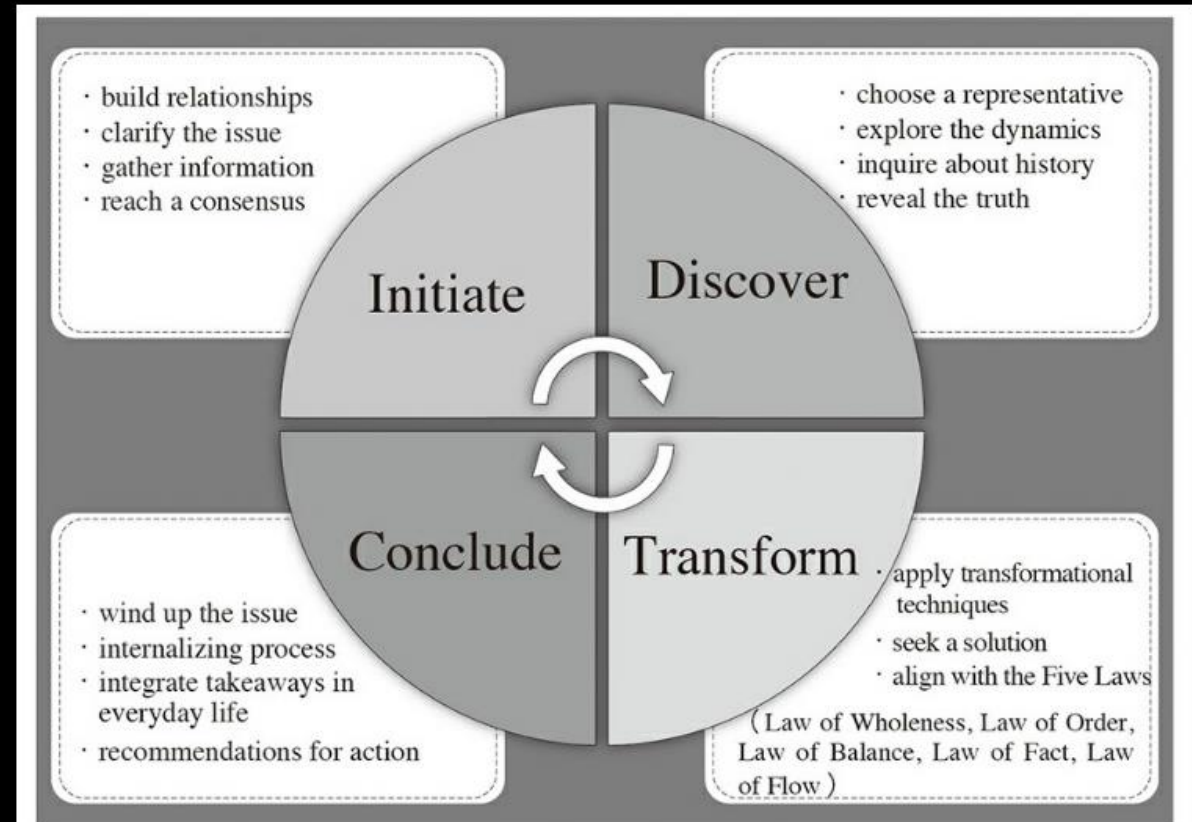 · build relationships
· clarify the issue
· gather information
· reach a consensus
Initiate
· choose a representative
· explore the dynamics
· inquire about history
· reveal the truth
Discover
Conclude
· wind up the issue
· internalizing process
· integrate takeaways in
everyday life
· recommendations for action
Transform
· apply transformational
techniques
· seek a solution
· align with the Five Laws
（Law of Wholeness, Law of Order,
Law of Balance, Law of Fact, Law
of Flow）